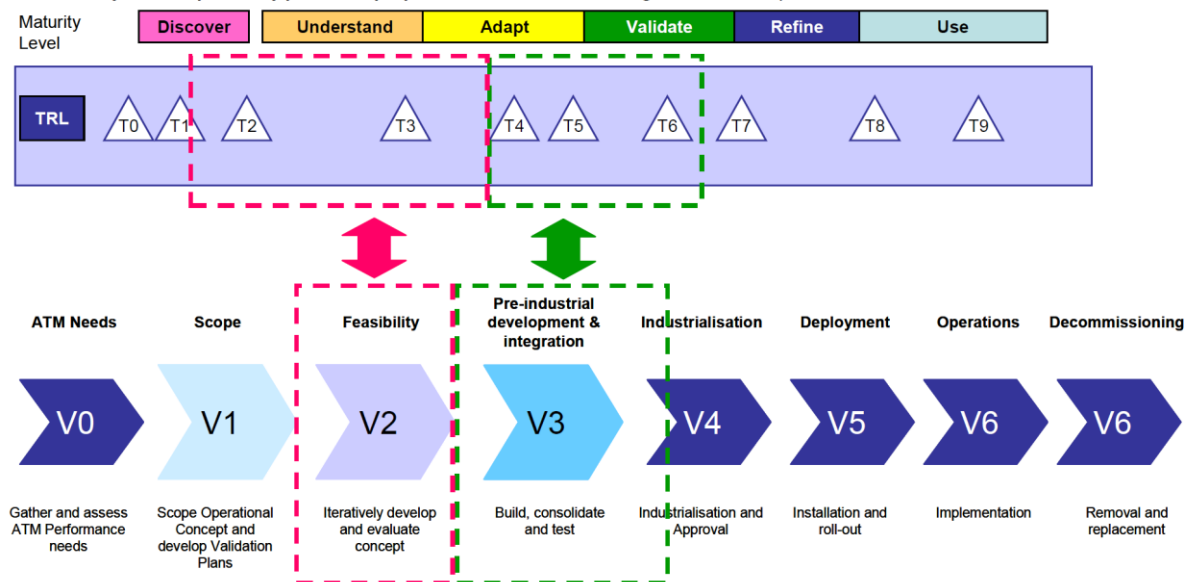 Maturity
Level
Discover
Understand
Adapt
Validate
Refine
Use
TRL
T0
T1
T2
T3
T4
T5
T6
T7
T8
T9
ATM Needs
Scope
Feasibility
Pre-industrial
development &
integration
Industrialisation
Deployment
Operations
Decommissioning
V0
V1
V2
V3
V4
V5
V6
V6
Gather and assess
ATM Performance
needs
Scope Operational
Concept and
develop Validation
Plans
Iteratively develop
and evaluate
concept
Build, consolidate
and test
Industrialisation and
Approval
Installation and
roll-out
Implementation
Removal and
replacement